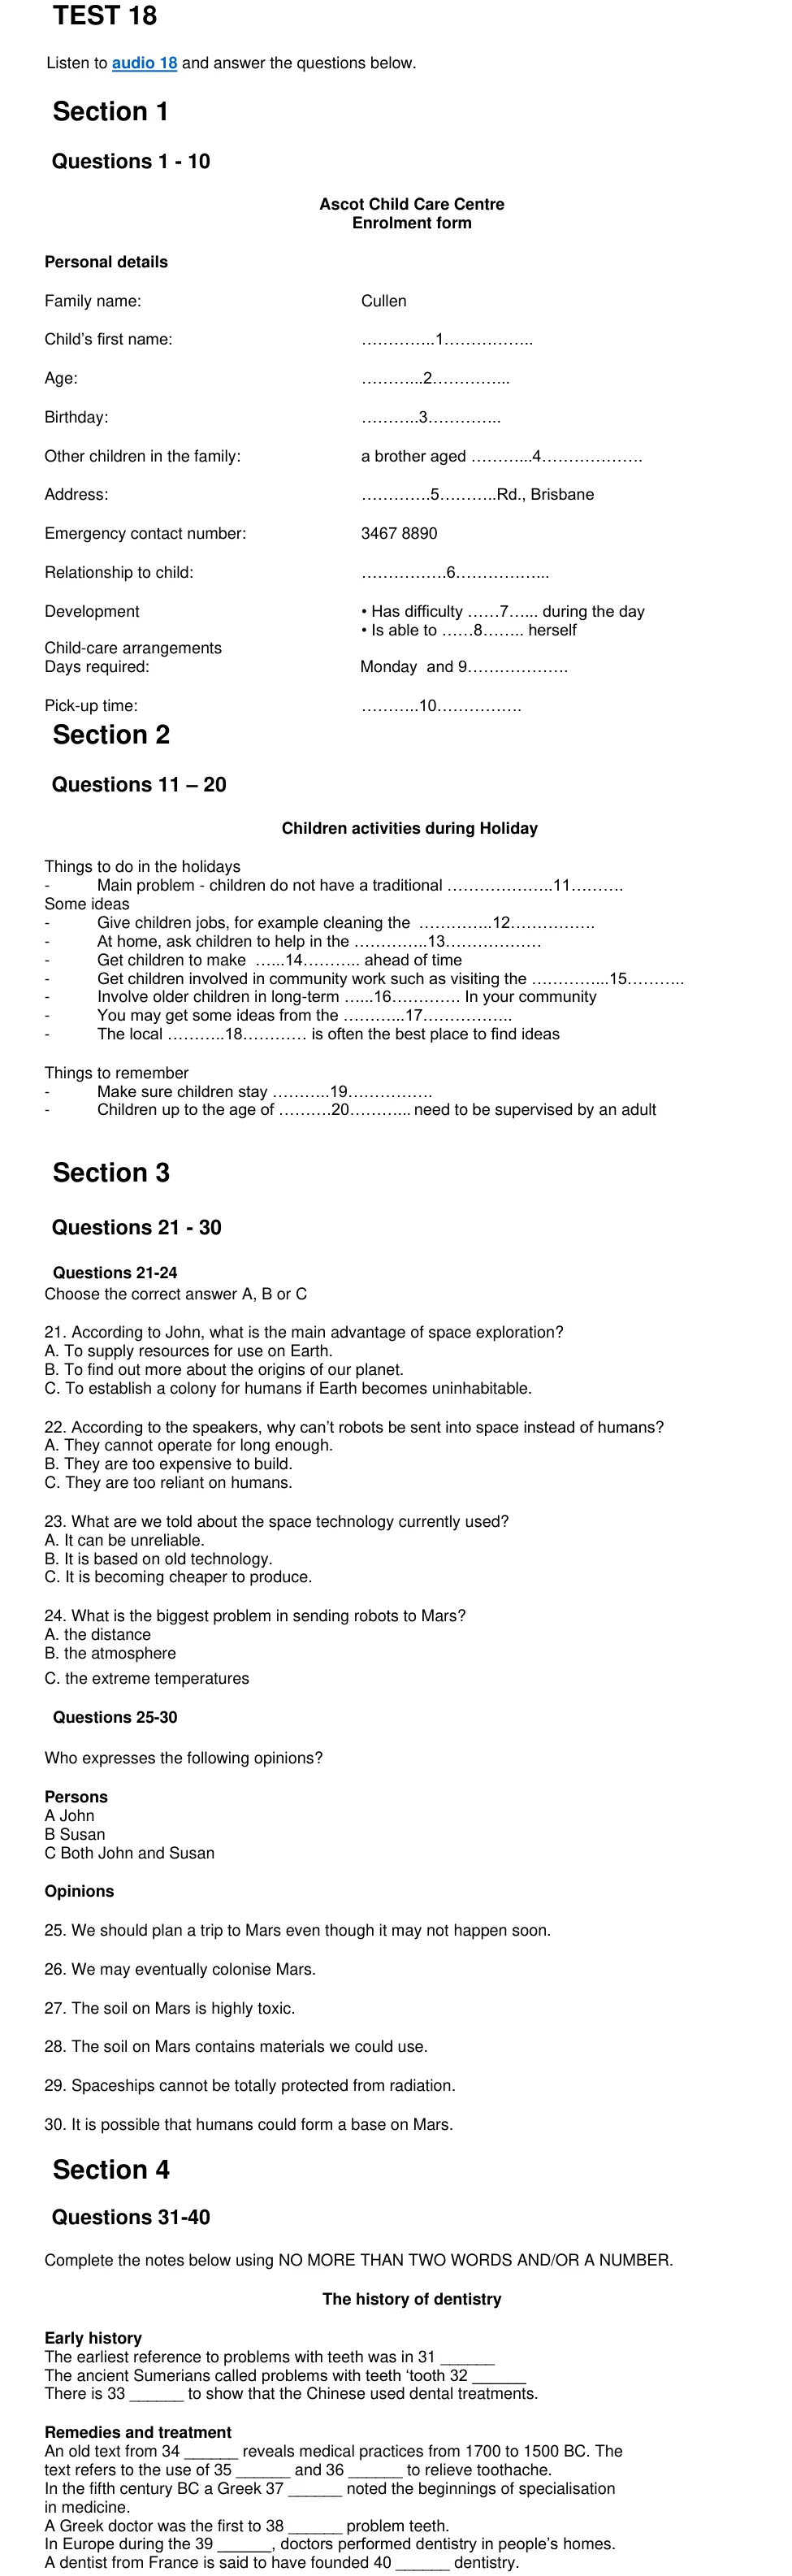 TEST 18
Listen to audio 18 and answer the questions below.
Section 1
Questions 1 - 10
Ascot Child Care Centre
Enrolment form
Personal details
Family name: Cullen
Child's first name: …………..1……………..
Age: ………...2…………...
Birthday: ……….3…………..
Other children in the family: a brother aged ………...4……………….
Address: ………….5………..Rd., Brisbane
Emergency contact number: 3467 8890
Relationship to child: …………….6……………...
Development • Has difficulty ……7…... during the day
• Is able to ……8…….. herself
Child-care arrangements
Days required: Monday and 9……………….
Pick-up time: ………..10…………….
Section 2
Questions 11 – 20
Children activities during Holiday
Things to do in the holidays
- Main problem - children do not have a traditional ………………..11……….
Some ideas
- Give children jobs, for example cleaning the …………..12…………….
- At home, ask children to help in the …………..13………………
- Get children to make …...14……….. ahead of time
- Get children involved in community work such as visiting the …………...15………..
- Involve older children in long-term …...16…………. In your community
- You may get some ideas from the ………...17……………..
- The local ………..18………… is often the best place to find ideas
Things to remember
- Make sure children stay ………..19…………….
- Children up to the age of ……….20………... need to be supervised by an adult
Section 3
Questions 21 - 30
Questions 21-24
Choose the correct answer A, B or C
21. According to John, what is the main advantage of space exploration?
A. To supply resources for use on Earth.
B. To find out more about the origins of our planet.
C. To establish a colony for humans if Earth becomes uninhabitable.
22. According to the speakers, why can't robots be sent into space instead of humans?
A. They cannot operate for long enough.
B. They are too expensive to build.
C. They are too reliant on humans.
23. What are we told about the space technology currently used?
A. It can be unreliable.
B. It is based on old technology.
C. It is becoming cheaper to produce.
24. What is the biggest problem in sending robots to Mars?
A. the distance
B. the atmosphere
C. the extreme temperatures
Questions 25-30
Who expresses the following opinions?
Persons
A John
B Susan
C Both John and Susan
Opinions
25. We should plan a trip to Mars even though it may not happen soon.
26. We may eventually colonise Mars.
27. The soil on Mars is highly toxic.
28. The soil on Mars contains materials we could use.
29. Spaceships cannot be totally protected from radiation.
30. It is possible that humans could form a base on Mars.
Section 4
Questions 31-40
Complete the notes below using NO MORE THAN TWO WORDS AND/OR A NUMBER.
The history of dentistry
Early history
The earliest reference to problems with teeth was in 31 ______
The ancient Sumerians called problems with teeth 'tooth 32 ______
There is 33 ______ to show that the Chinese used dental treatments.
Remedies and treatment
An old text from 34 ______ reveals medical practices from 1700 to 1500 BC. The
text refers to the use of 35 ______ and 36 ______ to relieve toothache.
In the fifth century BC a Greek 37 ______ noted the beginnings of specialisation
in medicine.
A Greek doctor was the first to 38 ______ problem teeth.
In Europe during the 39 ______, doctors performed dentistry in people's homes.
A dentist from France is said to have founded 40 ______ dentistry.